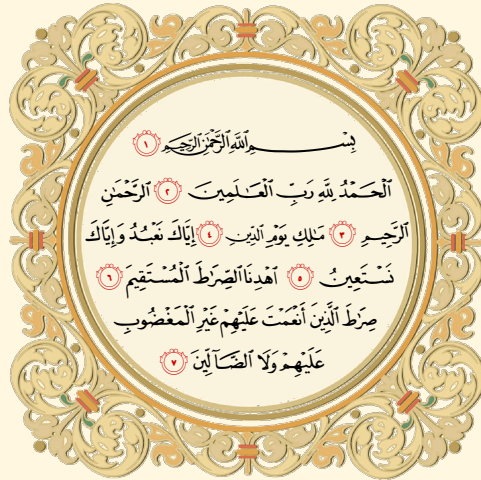 بِسْمِ ٱللَّهِ ٱلرَّحْمَٰنِ ٱلرَّحِيمِ ١
ٱلْحَمْدُ لِلَّهِ رَبِّ ٱلْعَٰلَمِينَ ٢ ٱلرَّحْمَٰنِ
ٱلرَّحِيمِ ٣ مَٰلِكِ يَوْمِ ٱلدِّينِ ٤ إِيَّاكَ نَعْبُدُ وَإِيَّاكَ
نَسْتَعِينُ ٥ ٱهْدِنَا ٱلصِّرَٰطَ ٱلْمُسْتَقِيمَ ٦
صِرَٰطَ ٱلَّذِينَ أَنْعَمْتَ عَلَيْهِمْ غَيْرِ ٱلْمَغْضُوبِ
عَلَيْهِمْ وَلَا ٱلضَّآلِّينَ ٧